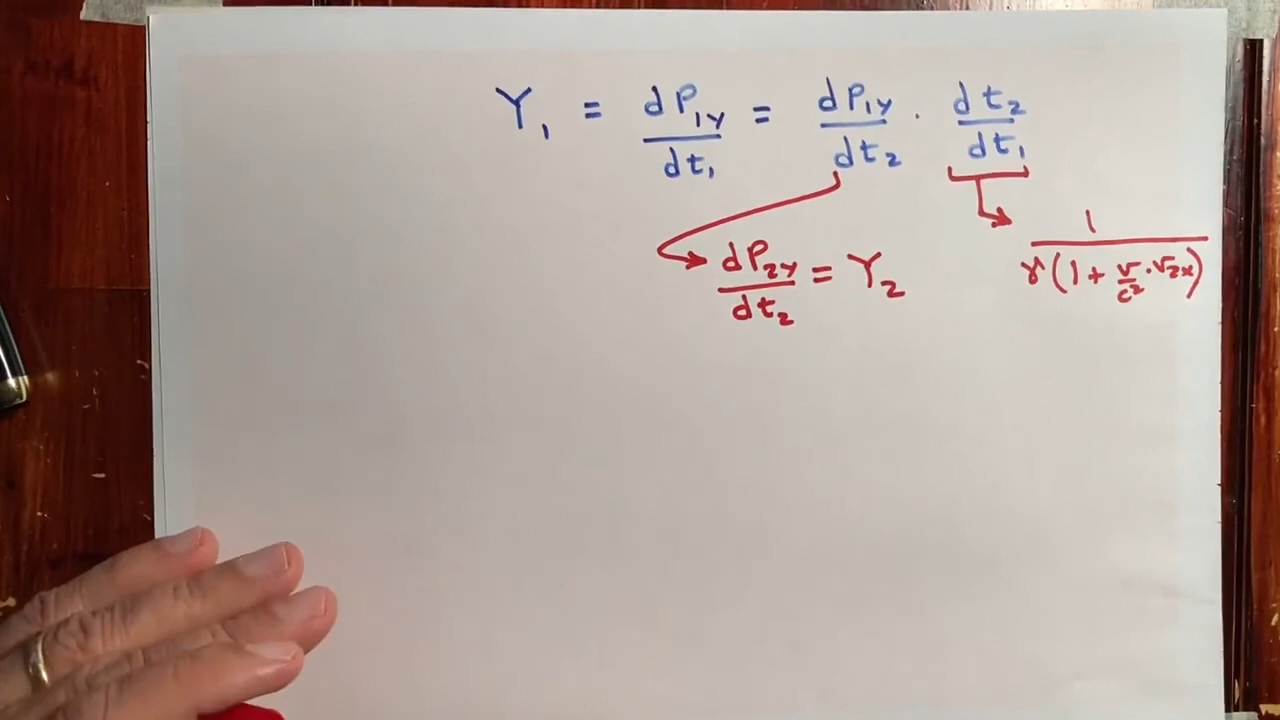 Y₁ = dP₁y/dt₁ = dP₁y/dt₂ · dt₂/dt₁
dP₂y/dt₂ = Y₂
1/γ(1 + v/c² · v₂x)